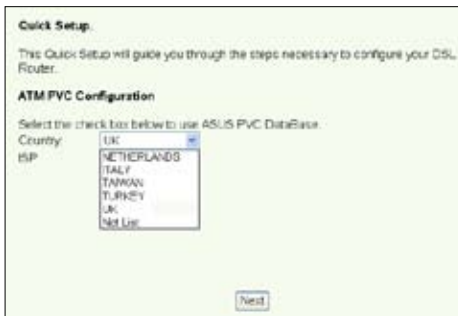 Quick Setup.
This Quick Setup will guide you through the steps necessary to configure your DSL
Router.
ATM PVC Configuration
Select the check box below to use ASUS PVC DataBase.
Country UK
ISP
NETHERLANDS
ITALY
TAIWAN
TURKEY
UK
Not List
Next